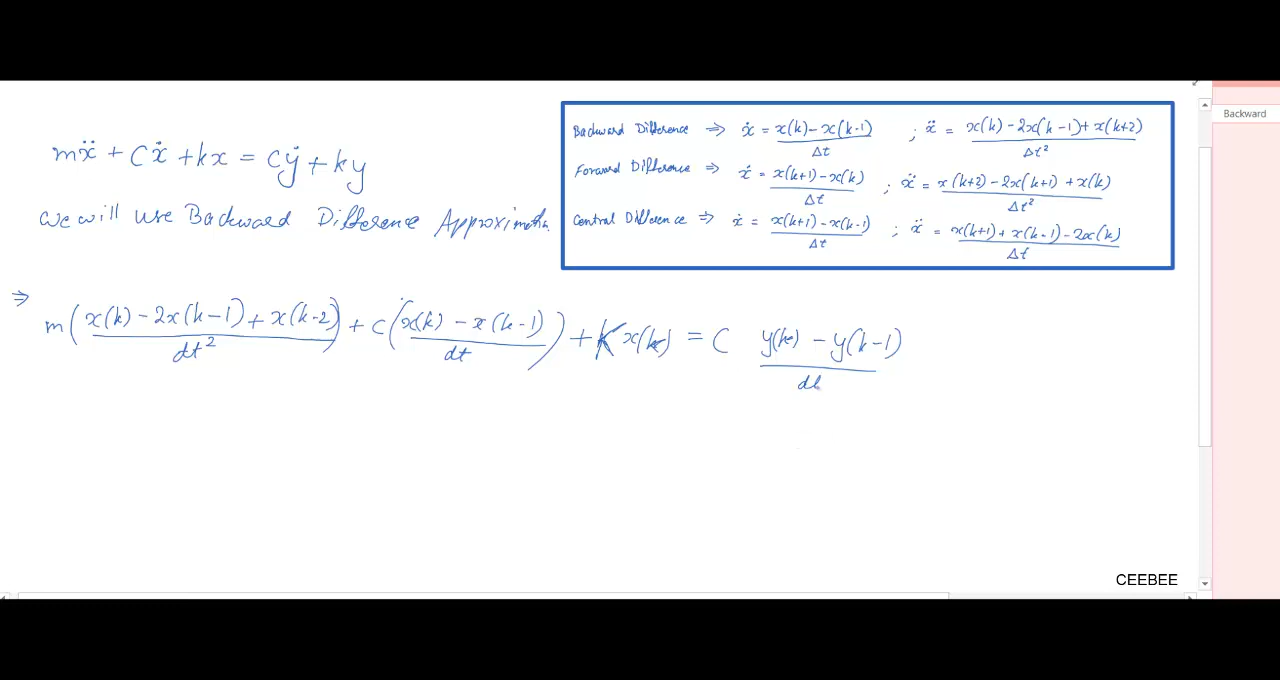 mẍ + cẋ + kx = cẏ + ky
we will use Backward Difference Approximation.
Backward Difference ⇒ ẋ = x(k) - x(k-1) / Δt ; ẍ = x(k) - 2x(k-1) + x(k+2) / Δt²
Forward Difference ⇒ ẋ = x(k+1) - x(k) / Δt ; ẍ = x(k+2) - 2x(k+1) + x(k) / Δt²
Central Difference ⇒ ẋ = x(k+1) - x(k-1) / Δt ; ẍ = x(k+1) + x(k-1) - 2x(k) / Δt
⇒ m( x(k) - 2x(k-1) + x(k-2) / dt² ) + c( x(k) - x(k-1) / dt ) + K x(k) = C y(k) - y(k-1) / dt
Backward
CEEBEE